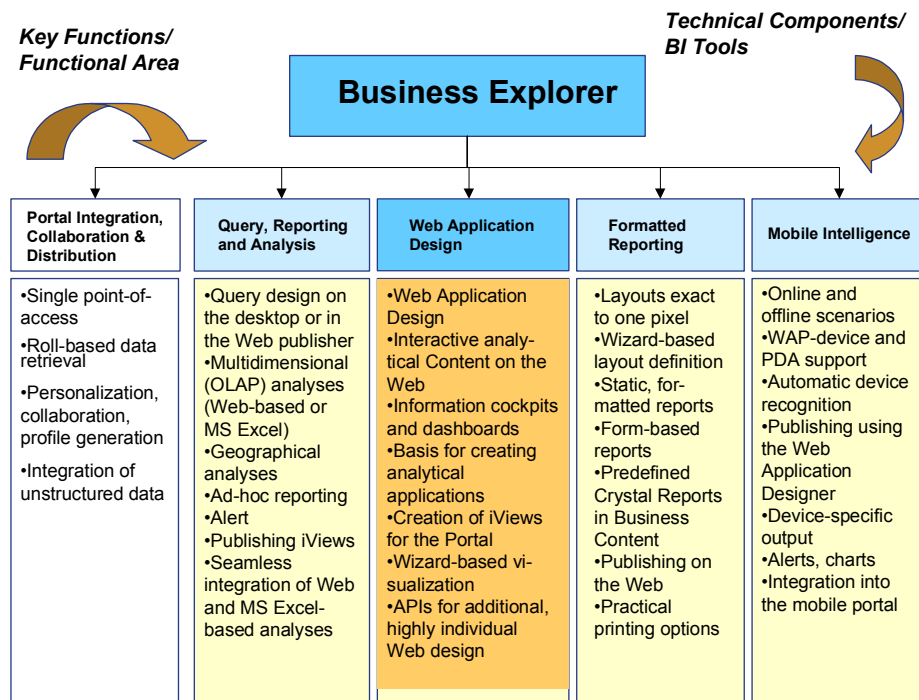 Key Functions/
Functional Area
Technical Components/
BI Tools
Business Explorer
Portal Integration,
Collaboration &
Distribution
•Single point-of-
access
•Roll-based data
retrieval
•Personalization,
collaboration,
profile generation
•Integration of
unstructured data
Query, Reporting
and Analysis
•Query design on
the desktop or in
the Web publisher
•Multidimensional
(OLAP) analyses
(Web-based or
MS Excel)
•Geographical
analyses
•Ad-hoc reporting
•Alert
•Publishing iViews
•Seamless
integration of Web
and MS Excel-
based analyses
Web Application
Design
•Web Application
Design
•Interactive analy-
tical Content on the
Web
•Information cockpits
and dashboards
•Basis for creating
analytical
applications
•Creation of iViews
for the Portal
•Wizard-based vi-
sualization
•APIs for additional,
highly individual
Web design
Formatted
Reporting
•Layouts exact
to one pixel
•Wizard-based
layout definition
•Static, for-
matted reports
•Form-based
reports
•Predefined
Crystal Reports
in Business
Content
•Publishing on
the Web
•Practical
printing options
Mobile Intelligence
•Online and
offline scenarios
•WAP-device and
PDA support
•Automatic device
recognition
•Publishing using
the Web
Application
Designer
•Device-specific
output
•Alerts, charts
•Integration into
the mobile portal